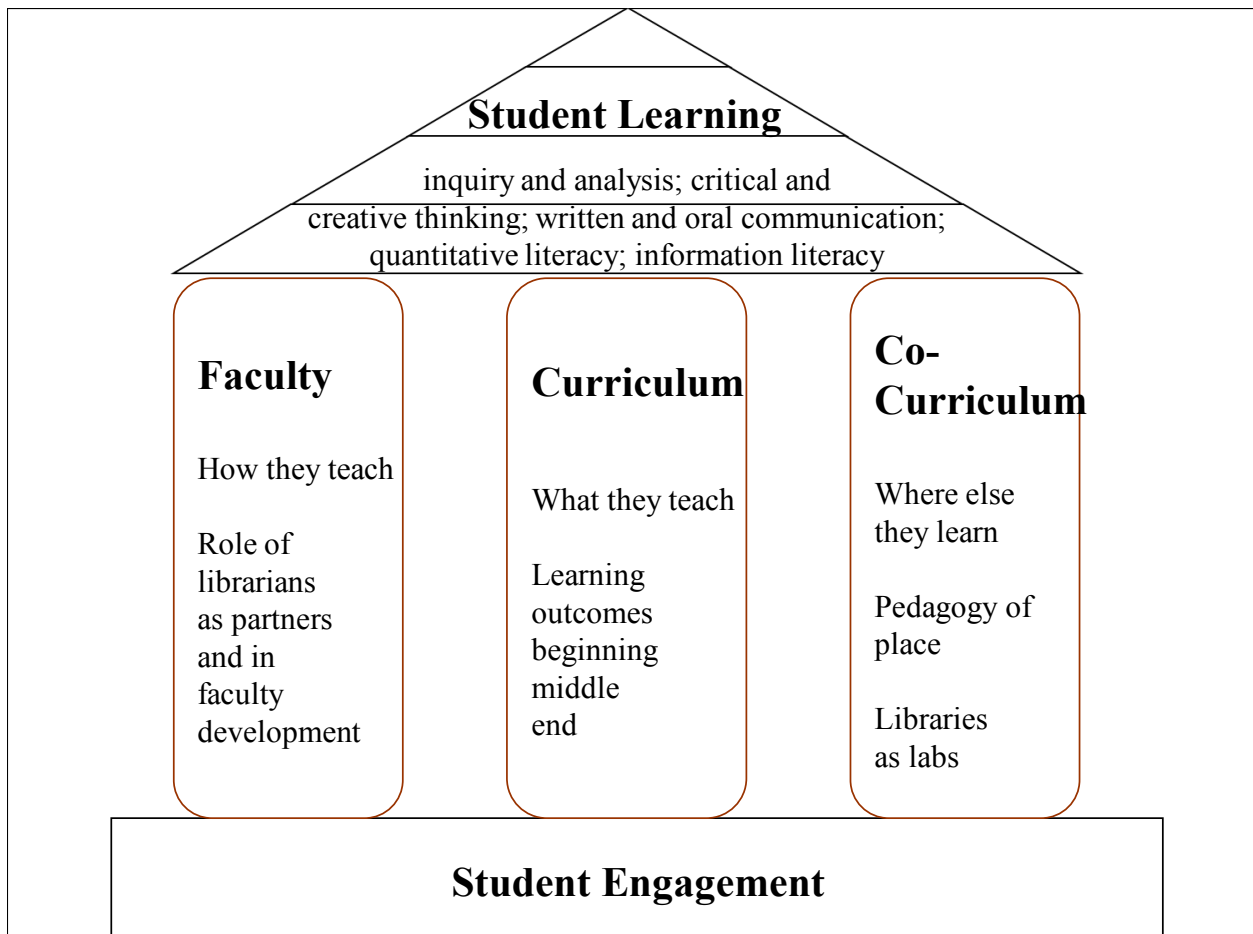 Student Learning
inquiry and analysis; critical and
creative thinking; written and oral communication;
quantitative literacy; information literacy
Faculty
How they teach
Role of
librarians
as partners
and in
faculty
development
Curriculum
What they teach
Learning
outcomes
beginning
middle
end
Co-
Curriculum
Where else
they learn
Pedagogy of
place
Libraries
as labs
Student Engagement